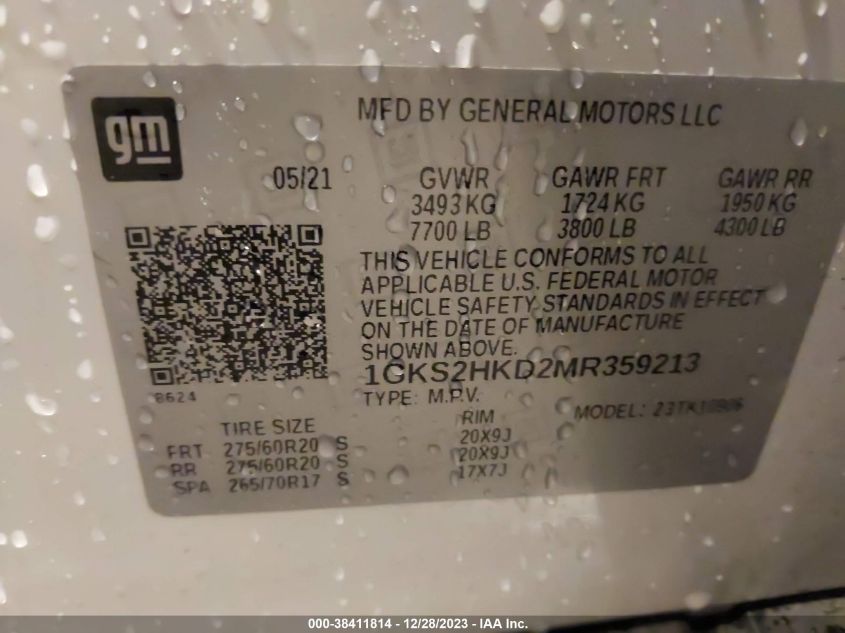 gm
MFD BY GENERAL MOTORS LLC
05/21 GVWR GAWR FRT GAWR RR
3493 KG 1724 KG 1950 KG
7700 LB 3800 LB 4300 LB
THIS VEHICLE CONFORMS TO ALL
APPLICABLE U.S. FEDERAL MOTOR
VEHICLE SAFETY STANDARDS IN EFFECT
ON THE DATE OF MANUFACTURE
SHOWN ABOVE.
1GKS2HKD2MR359213
8624
TYPE: M.P.V. MODEL:
TIRE SIZE RIM
FRT 275/60R20 S 20X9J
RR 275/60R20 S 20X9J
SPA 265/70R17 S 17X7J
000-38411814 - 12/28/2023 - IAA Inc.